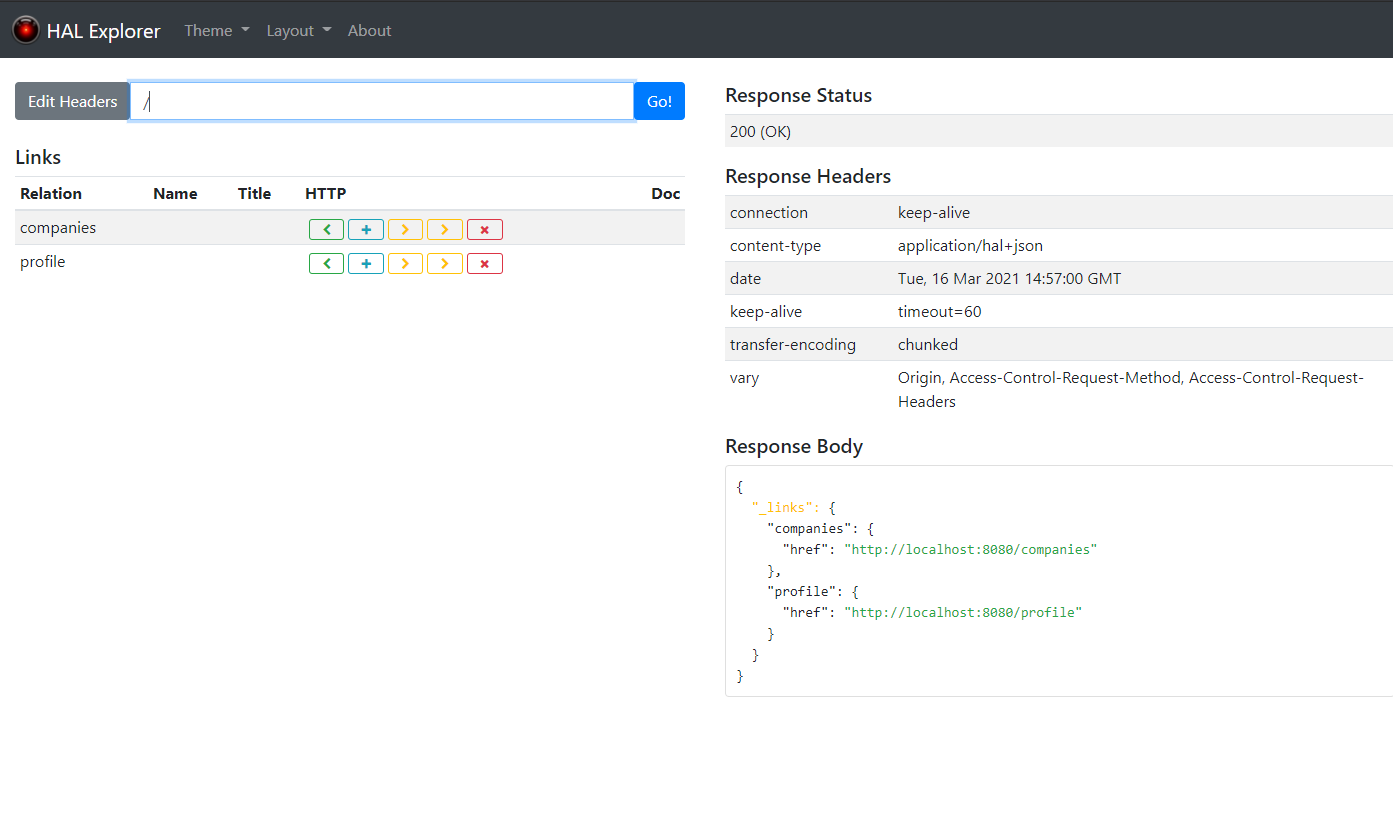 HAL Explorer Theme Layout About
Edit Headers / Go!
Links
Relation Name Title HTTP Doc
companies
profile
Response Status
200 (OK)
Response Headers
connection keep-alive
content-type application/hal+json
date Tue, 16 Mar 2021 14:57:00 GMT
keep-alive timeout=60
transfer-encoding chunked
vary Origin, Access-Control-Request-Method, Access-Control-Request-
Headers
Response Body
{
  "_links": {
    "companies": {
      "href": "http://localhost:8080/companies"
    },
    "profile": {
      "href": "http://localhost:8080/profile"
    }
  }
}